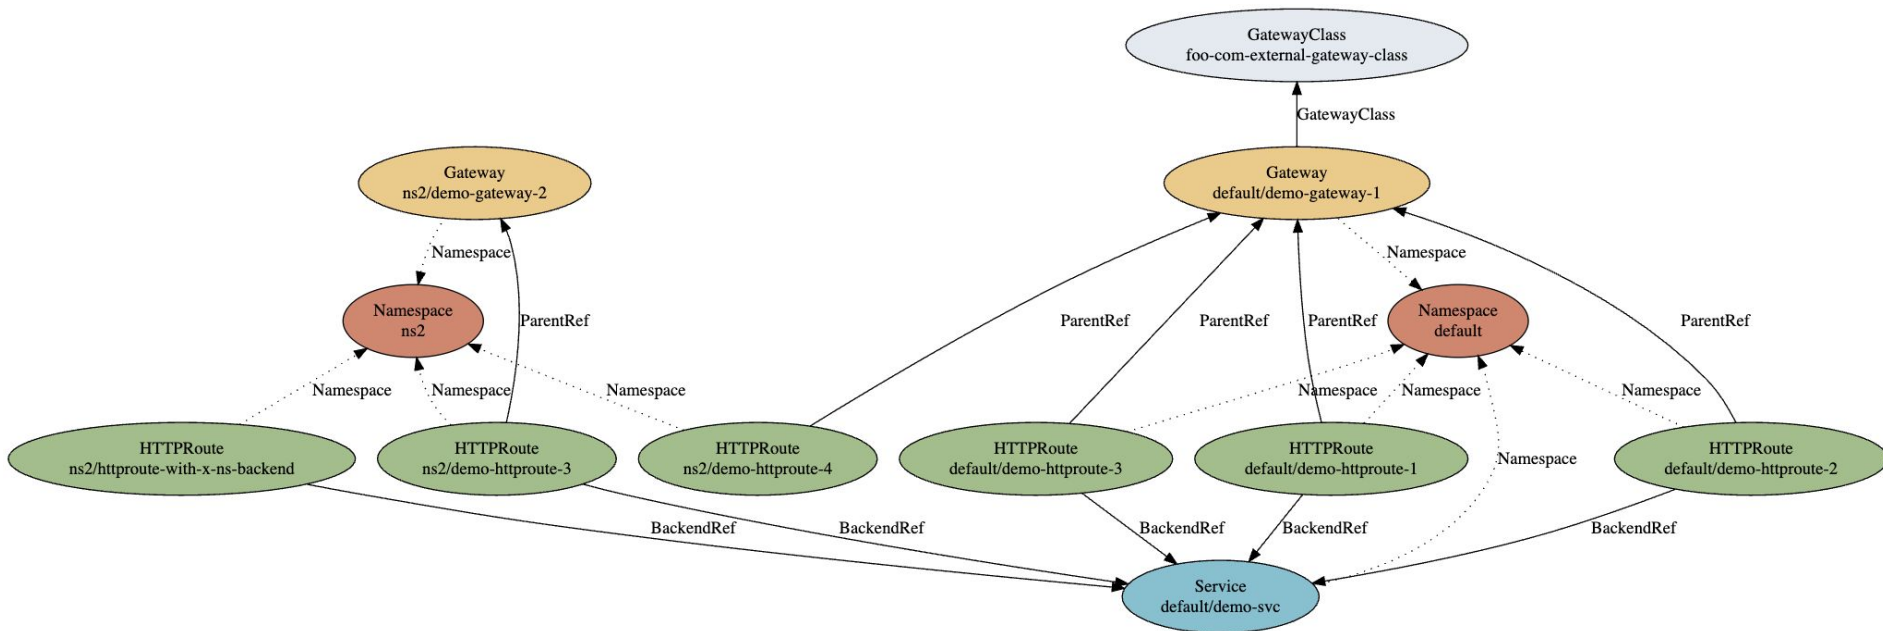 GatewayClass
foo-com-external-gateway-class
GatewayClass
Gateway
ns2/demo-gateway-2
Gateway
default/demo-gateway-1
Namespace
Namespace
Namespace
ns2
ParentRef
ParentRef
ParentRef
ParentRef
Namespace
default
ParentRef
Namespace
Namespace
Namespace
Namespace
Namespace
Namespace
HTTPRoute
ns2/httproute-with-x-ns-backend
HTTPRoute
ns2/demo-httproute-3
HTTPRoute
ns2/demo-httproute-4
HTTPRoute
default/demo-httproute-3
HTTPRoute
default/demo-httproute-1
Namespace
HTTPRoute
default/demo-httproute-2
BackendRef
BackendRef
BackendRef
BackendRef
BackendRef
Service
default/demo-svc